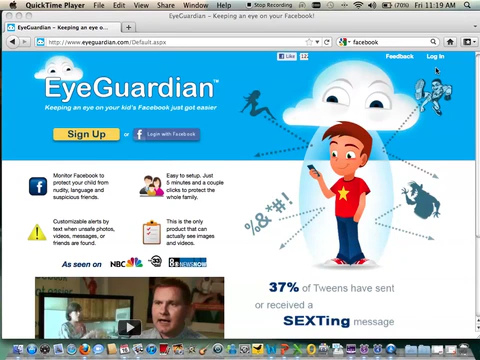 QuickTime Player File Edit View Window Help
Stop Recording
(70%) Fri 11:19 AM
EyeGuardian – Keeping an eye on your Facebook!
EyeGuardian – Keeping an eye o...
http://www.eyeguardian.com/Default.aspx
facebook
Like
Feedback Log In
EyeGuardian™
Keeping an eye on your kid's Facebook just got easier
Sign Up or Login with Facebook
Monitor Facebook to
protect your child from
nudity, language and
suspicious friends.
Easy to setup. Just
5 minutes and a couple
clicks to protect the
whole family.
%&*#!
Customizable alerts by
text when unsafe photos,
videos, messages, or
friends are found.
This is the only
product that can
actually see images
and videos.
As seen on NBC 33 8 NEWS NOW
37% of Tweens have sent
or received a
SEXTing message